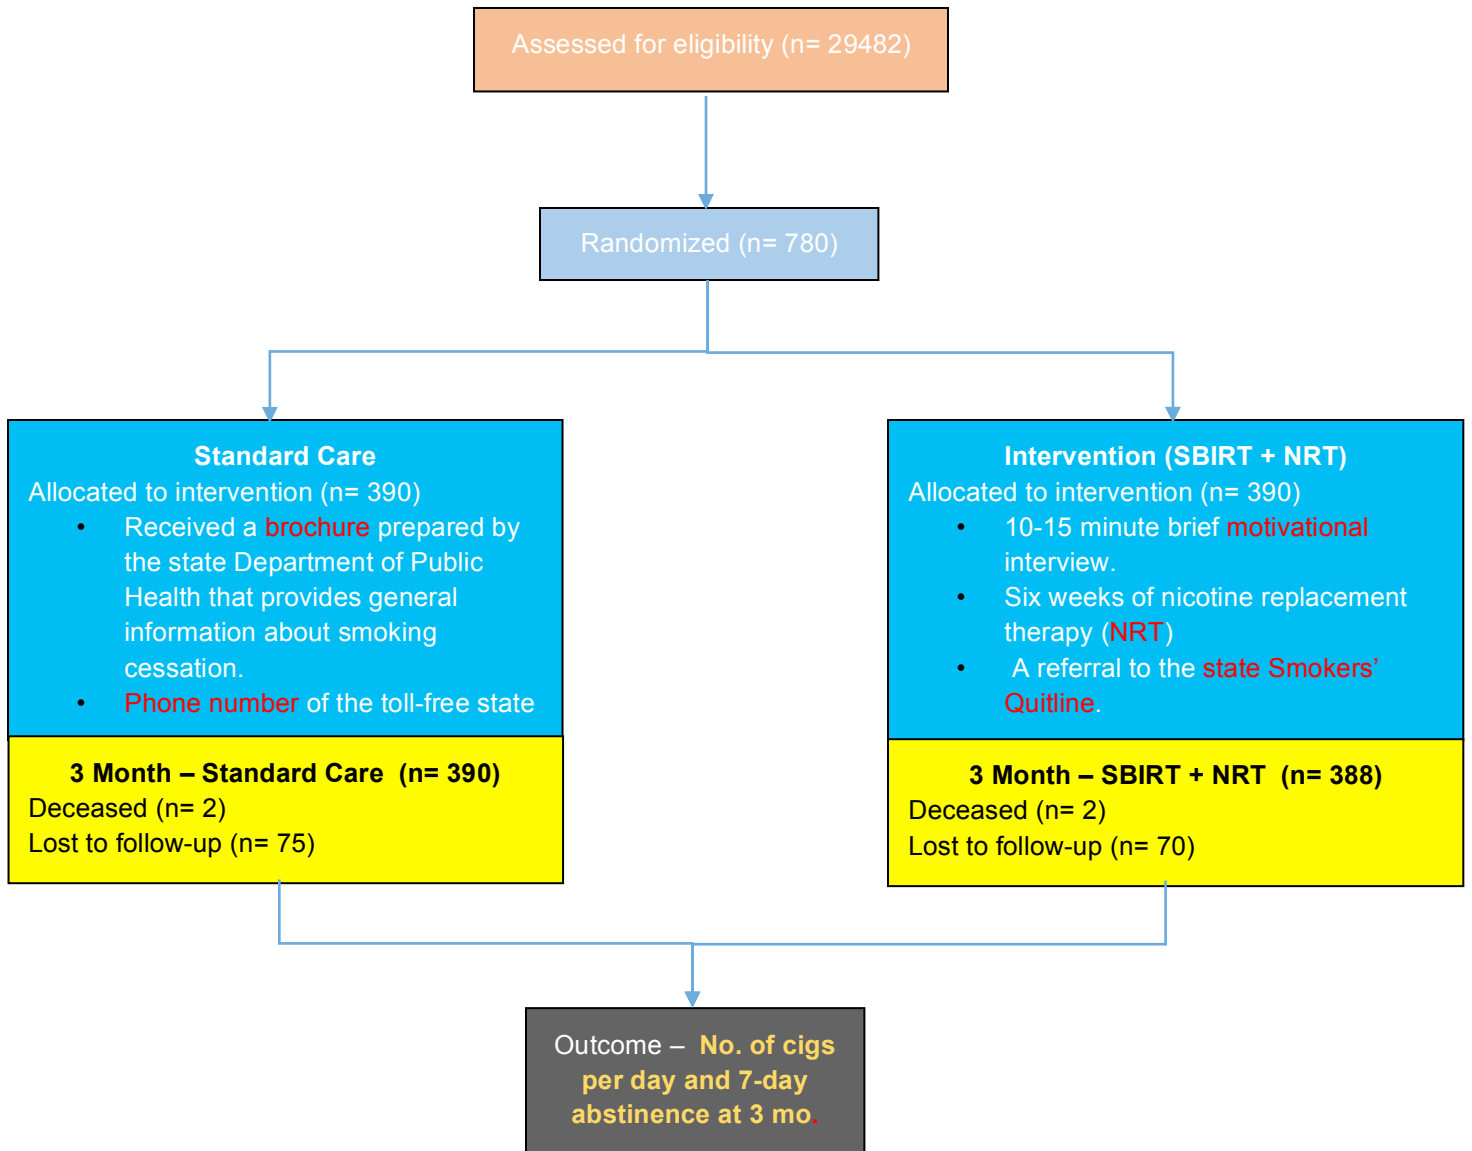 Assessed for eligibility (n= 29482)
Randomized (n= 780)
Standard Care
Allocated to intervention (n= 390)
• Received a brochure prepared by
the state Department of Public
Health that provides general
information about smoking
cessation.
• Phone number of the toll-free state
3 Month – Standard Care (n= 390)
Deceased (n= 2)
Lost to follow-up (n= 75)
Intervention (SBIRT + NRT)
Allocated to intervention (n= 390)
• 10-15 minute brief motivational
interview.
• Six weeks of nicotine replacement
therapy (NRT)
• A referral to the state Smokers’
Quitline.
3 Month – SBIRT + NRT (n= 388)
Deceased (n= 2)
Lost to follow-up (n= 70)
Outcome – No. of cigs
per day and 7-day
abstinence at 3 mo.